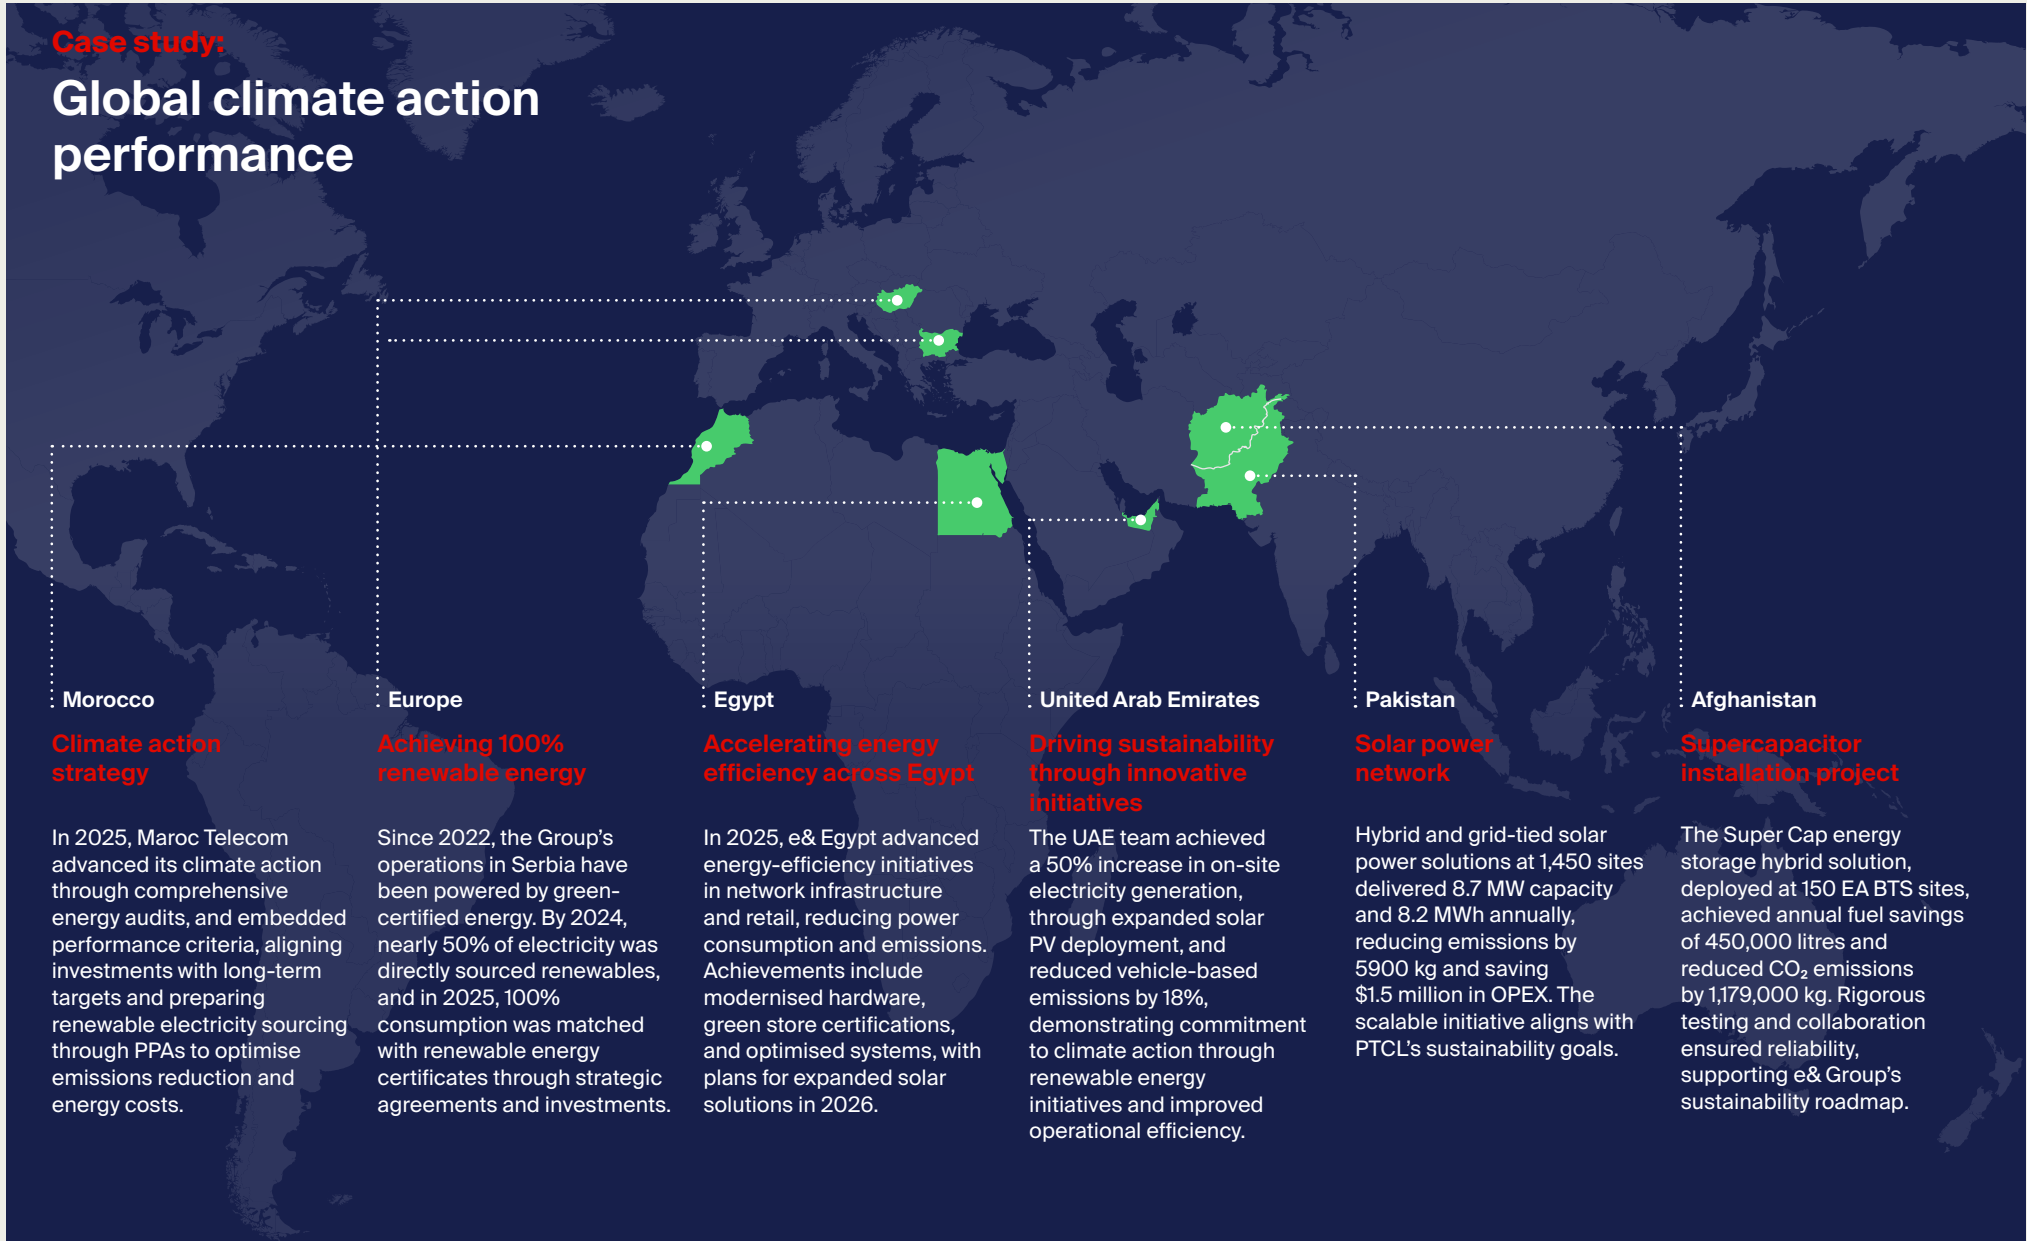 Case study:
Global climate action
performance
Morocco
Climate action
strategy
In 2025, Maroc Telecom
advanced its climate action
through comprehensive
energy audits, and embedded
performance criteria, aligning
investments with long-term
targets and preparing
renewable electricity sourcing
through PPAs to optimise
emissions reduction and
energy costs.
Europe
Achieving 100%
renewable energy
Since 2022, the Group's
operations in Serbia have
been powered by green-
certified energy. By 2024,
nearly 50% of electricity was
directly sourced renewables,
and in 2025, 100%
consumption was matched
with renewable energy
certificates through strategic
agreements and investments.
Egypt
Accelerating energy
efficiency across Egypt
In 2025, e& Egypt advanced
energy-efficiency initiatives
in network infrastructure
and retail, reducing power
consumption and emissions.
Achievements include
modernised hardware,
green store certifications,
and optimised systems, with
plans for expanded solar
solutions in 2026.
United Arab Emirates
Driving sustainability
through innovative
initiatives
The UAE team achieved
a 50% increase in on-site
electricity generation,
through expanded solar
PV deployment, and
reduced vehicle-based
emissions by 18%,
demonstrating commitment
to climate action through
renewable energy
initiatives and improved
operational efficiency.
Pakistan
Solar power
network
Hybrid and grid-tied solar
power solutions at 1,450 sites
delivered 8.7 MW capacity
and 8.2 MWh annually,
reducing emissions by
5900 kg and saving
$1.5 million in OPEX. The
scalable initiative aligns with
PTCL's sustainability goals.
Afghanistan
Supercapacitor
installation project
The Super Cap energy
storage hybrid solution,
deployed at 150 EA BTS sites,
achieved annual fuel savings
of 450,000 litres and
reduced CO₂ emissions
by 1,179,000 kg. Rigorous
testing and collaboration
ensured reliability,
supporting e& Group's
sustainability roadmap.